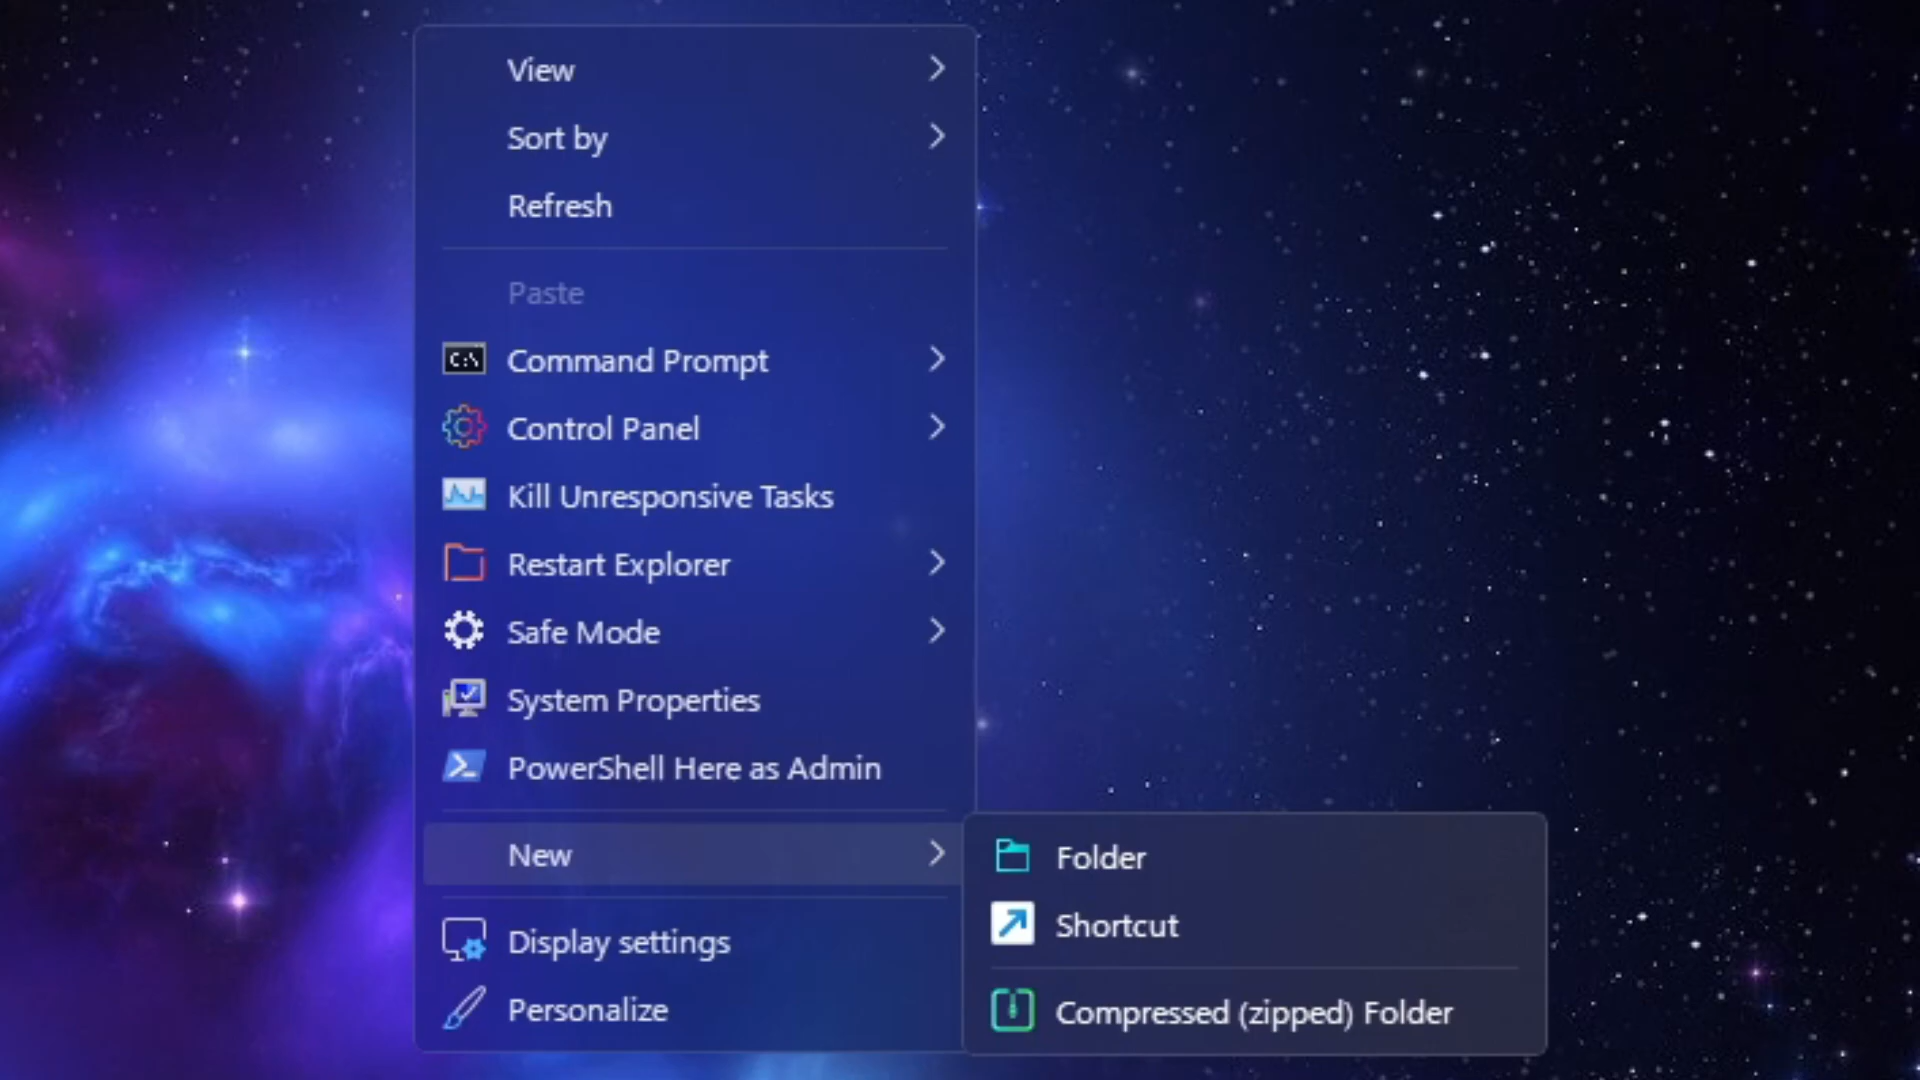 View
Sort by
Refresh
Paste
C:\ Command Prompt
Control Panel
Kill Unresponsive Tasks
Restart Explorer
Safe Mode
System Properties
PowerShell Here as Admin
New
Display settings
Personalize
Folder
Shortcut
Compressed (zipped) Folder